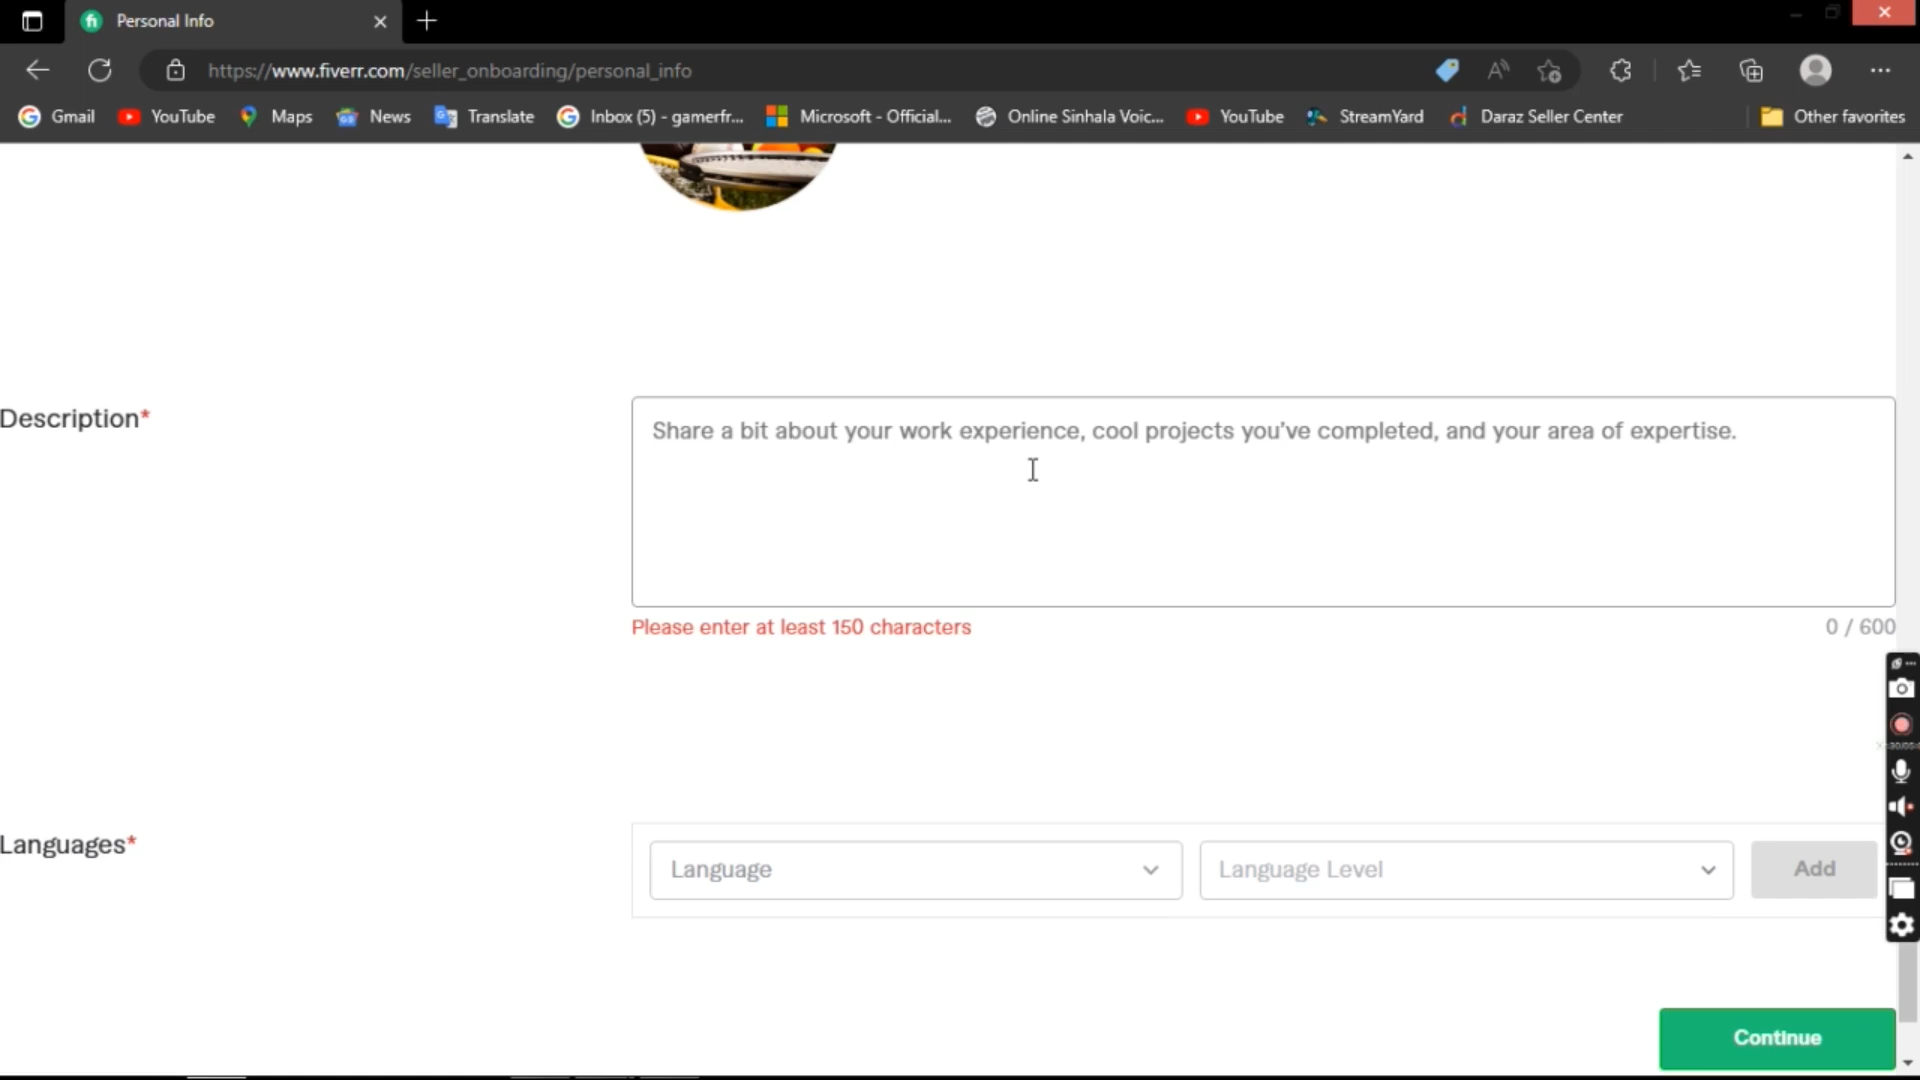 Personal Info
https://www.fiverr.com/seller_onboarding/personal_info
Gmail YouTube Maps News Translate Inbox (5) - gamerfr... Microsoft - Official... Online Sinhala Voic... YouTube StreamYard Daraz Seller Center Other favorites
Description*
Share a bit about your work experience, cool projects you've completed, and your area of expertise.
Please enter at least 150 characters 0 / 600
Languages*
Language Language Level Add
Continue